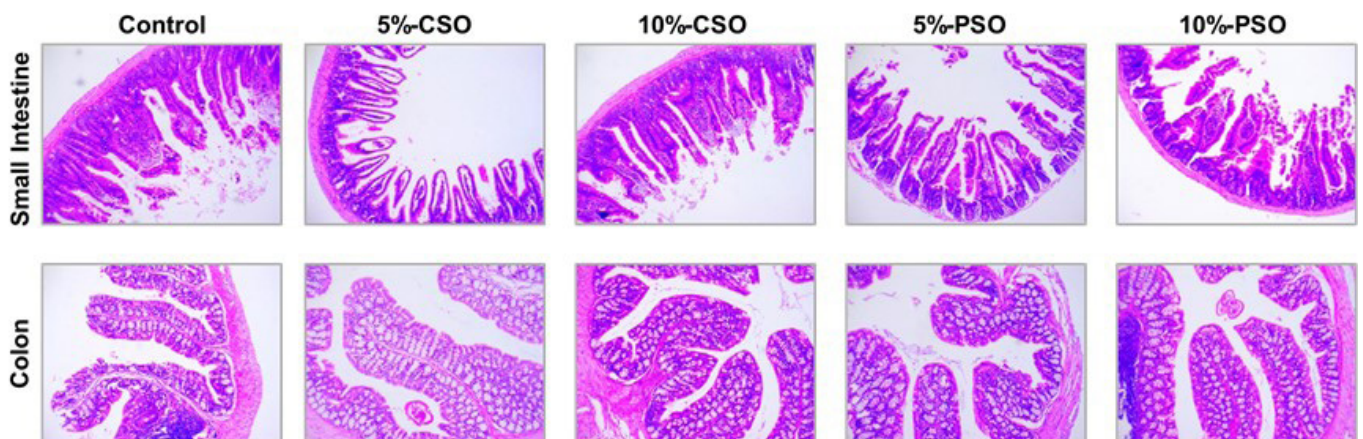 Control 5%-CSO 10%-CSO 5%-PSO 10%-PSO
Small Intestine
Colon